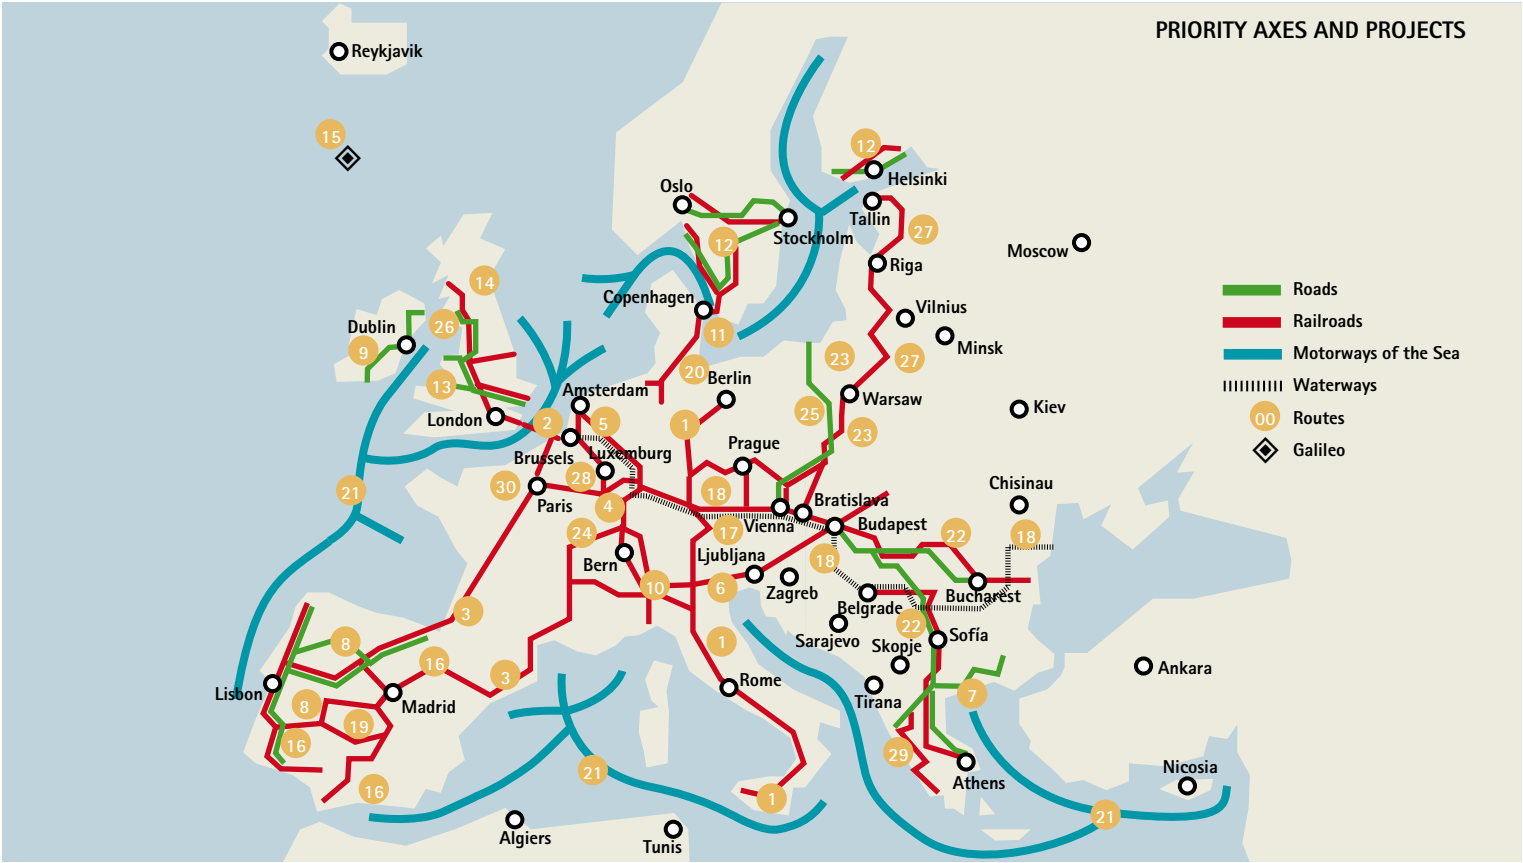 PRIORITY AXES AND PROJECTS
Reykjavik
15
12
Helsinki
Oslo
Tallin
Stockholm
12
27
Moscow
Riga
14
Copenhagen
Vilnius
Roads
Dublin
26
11
Minsk
Railroads
9
23
27
Motorways of the Sea
13
20
Berlin
Amsterdam
Warsaw
Waterways
London
2
5
1
25
Kiev
00
Routes
23
Brussels
Luxemburg
Prague
Galileo
30
28
21
Paris
4
18
Bratislava
Chisinau
24
17
Vienna
Budapest
22
18
Bern
Ljubljana
18
10
6
Zagreb
Belgrade
Bucharest
3
22
8
1
Sarajevo
Skopje
Sofía
16
3
Rome
Ankara
Lisbon
8
Madrid
Tirana
7
19
16
29
21
Nicosia
16
1
Athens
21
Algiers
Tunis